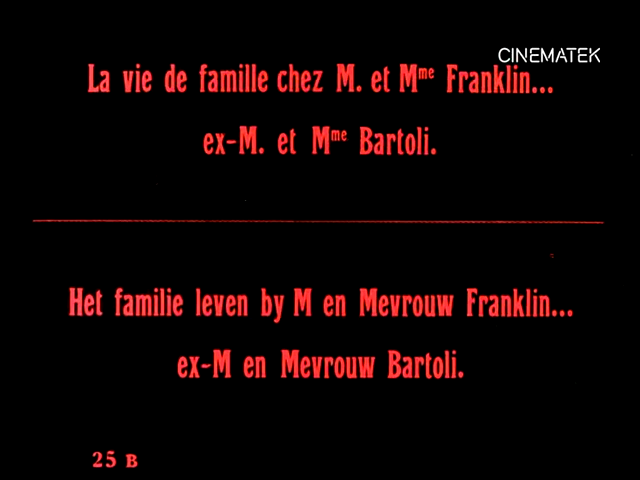 CINEMATEK
La vie de famille chez M. et Mme Franklin...
ex-M. et Mme Bartoli.
Het familie leven by M en Mevrouw Franklin...
ex-M en Mevrouw Bartoli.
25 B